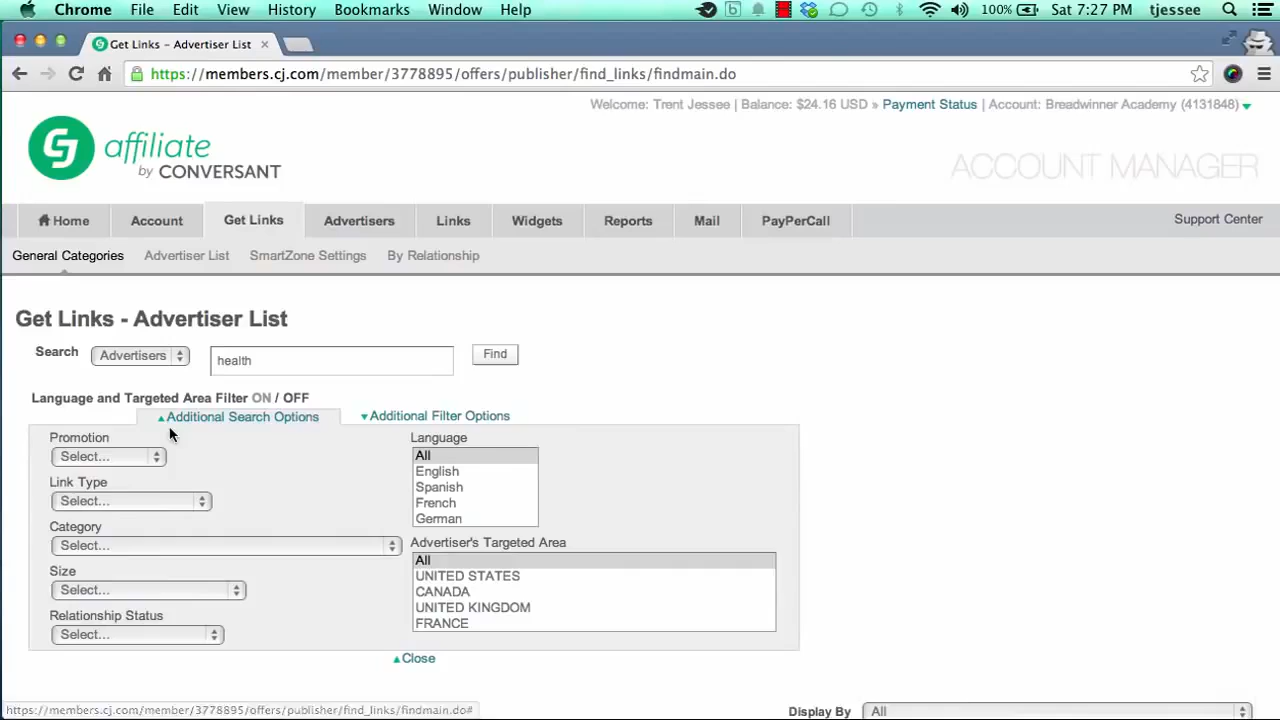 Chrome File Edit View History Bookmarks Window Help 100% Sat 7:27 PM tjessee
Get Links - Advertiser List ×
https://members.cj.com/member/3778895/offers/publisher/find_links/findmain.do
Welcome: Trent Jessee | Balance: $24.16 USD » Payment Status | Account: Breadwinner Academy (4131848)
affiliate
by CONVERSANT
ACCOUNT MANAGER
Home Account Get Links Advertisers Links Widgets Reports Mail PayPerCall Support Center
General Categories Advertiser List SmartZone Settings By Relationship
Get Links - Advertiser List
Search Advertisers health Find
Language and Targeted Area Filter ON / OFF
Additional Search Options Additional Filter Options
Promotion
Select...
Link Type
Select...
Category
Select...
Size
Select...
Relationship Status
Select...
Language
All
English
Spanish
French
German
Advertiser's Targeted Area
All
UNITED STATES
CANADA
UNITED KINGDOM
FRANCE
Close
https://members.cj.com/member/3778895/offers/publisher/find_links/findmain.do#
Display By All